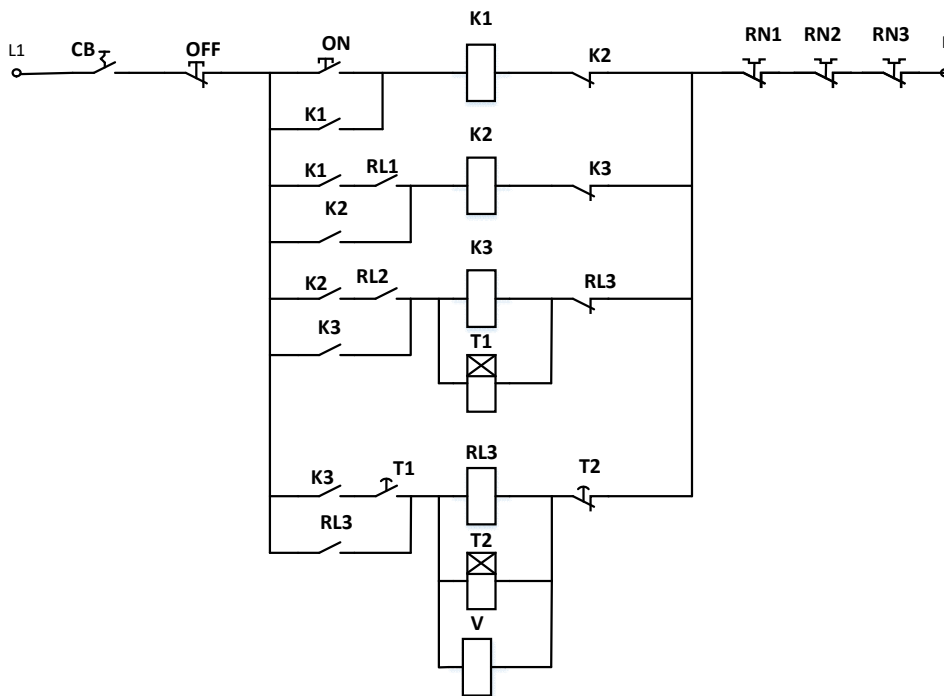 K1
L1 CB OFF ON K2 RN1 RN2 RN3
K1
K2
K1 RL1 K3
K2
K3
K2 RL2 RL3
K3 T1
RL3
K3 T1 T2
RL3
T2
V